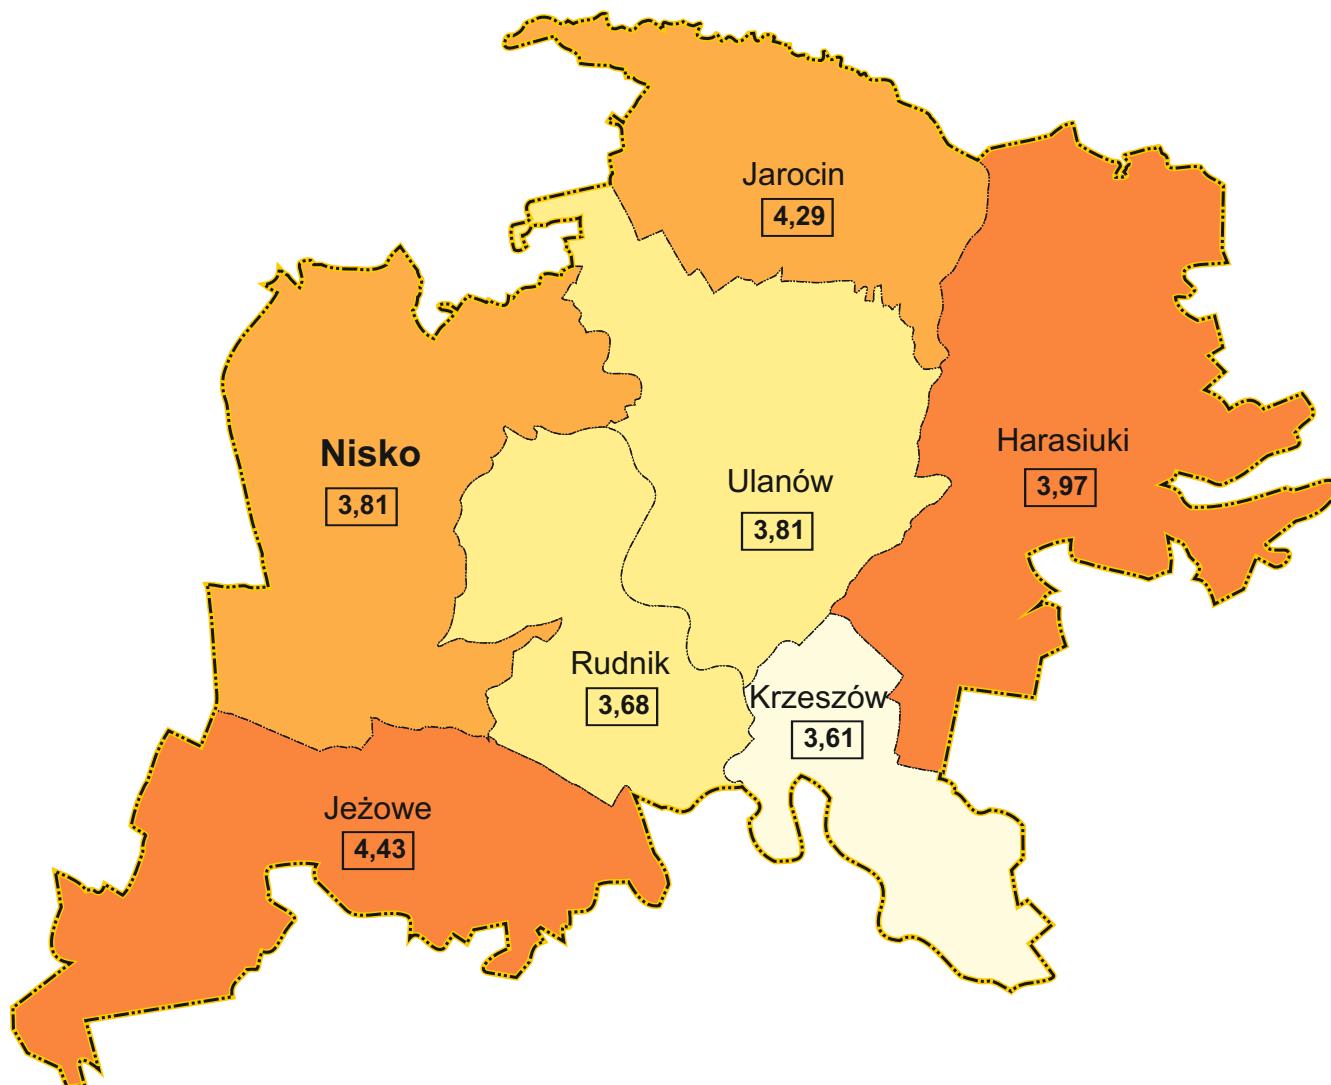 Jarocin
4,29
Nisko
3,81
Harasiuki
3,97
Ulanów
3,81
Rudnik
3,68
Krzeszów
3,61
Jeżowe
4,43